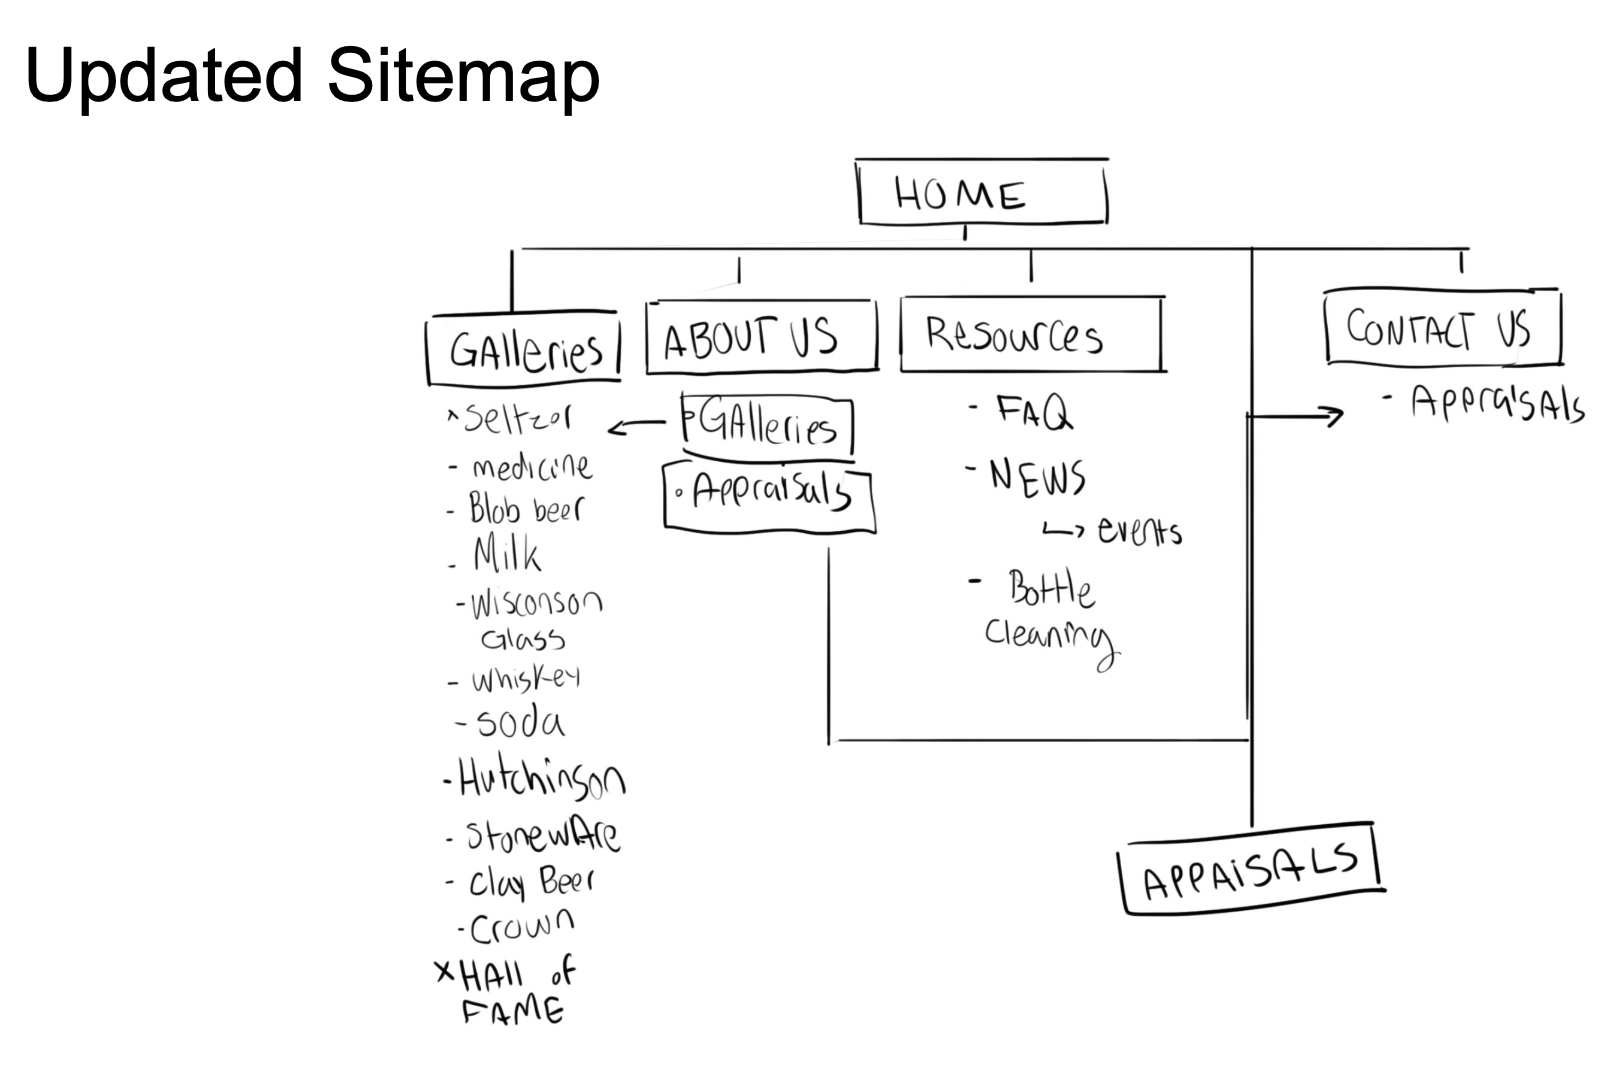 Updated Sitemap
HOME
GAlleries
× Seltzer
- medicine
- Blob beer
- Milk
- Wisconson
Glass
- Whiskey
- soda
- Hutchinson
- StonewAre
- Clay Beer
- Crown
× HAll of
FAME
ABOUT US
GAlleries
• Appraisals
Resources
- FAQ
- NEWS
↳ events
- Bottle
Cleaning
CONTACT US
- AppraisAls
APPAiSALS